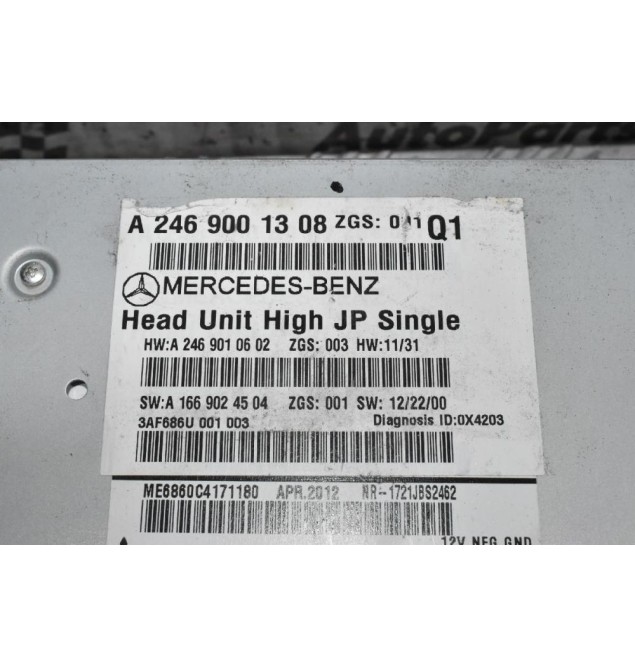 AutoPart
A 246 900 13 08 ZGS: 001 Q1
MERCEDES-BENZ
Head Unit High JP Single
HW:A 246 901 06 02 ZGS: 003 HW:11/31
SW:A 166 902 45 04 ZGS: 001 SW: 12/22/00
3AF686U 001 003 Diagnosis ID:0X4203
ME6860C4171180 APR.2012 NR-1721JBS2462
12V NEG GND